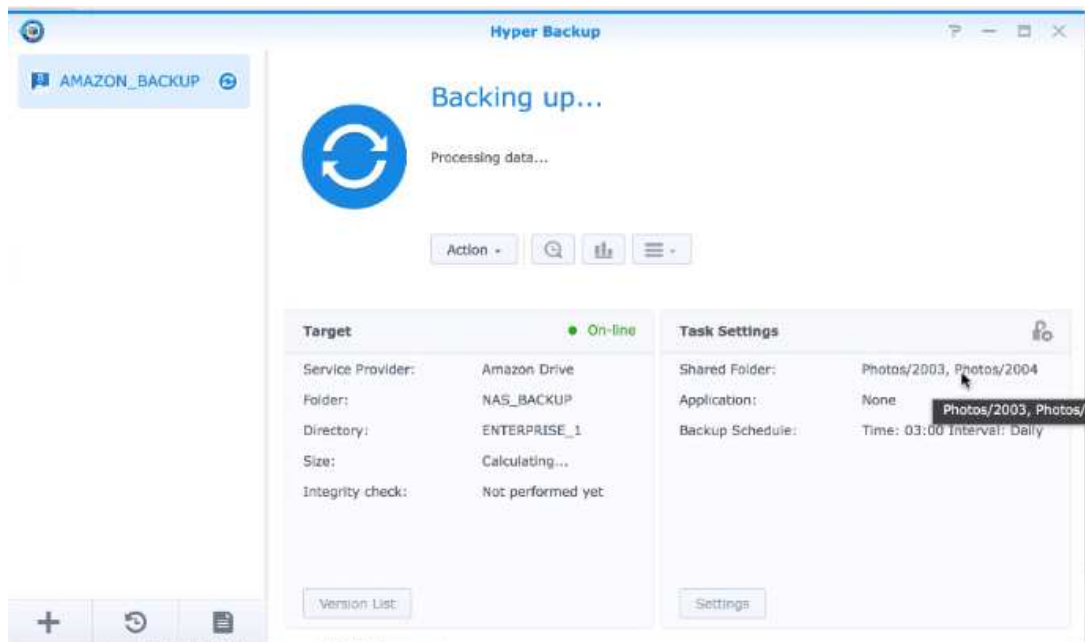 Hyper Backup
AMAZON_BACKUP
Backing up...
Processing data...
Action
Target
On-line
Service Provider: Amazon Drive
Folder: NAS_BACKUP
Directory: ENTERPRISE_1
Size: Calculating...
Integrity check: Not performed yet
Version List
Task Settings
Shared Folder: Photos/2003, Photos/2004
Application: None
Photos/2003, Photos/
Backup Schedule: Time: 03:00 Interval: Daily
Settings